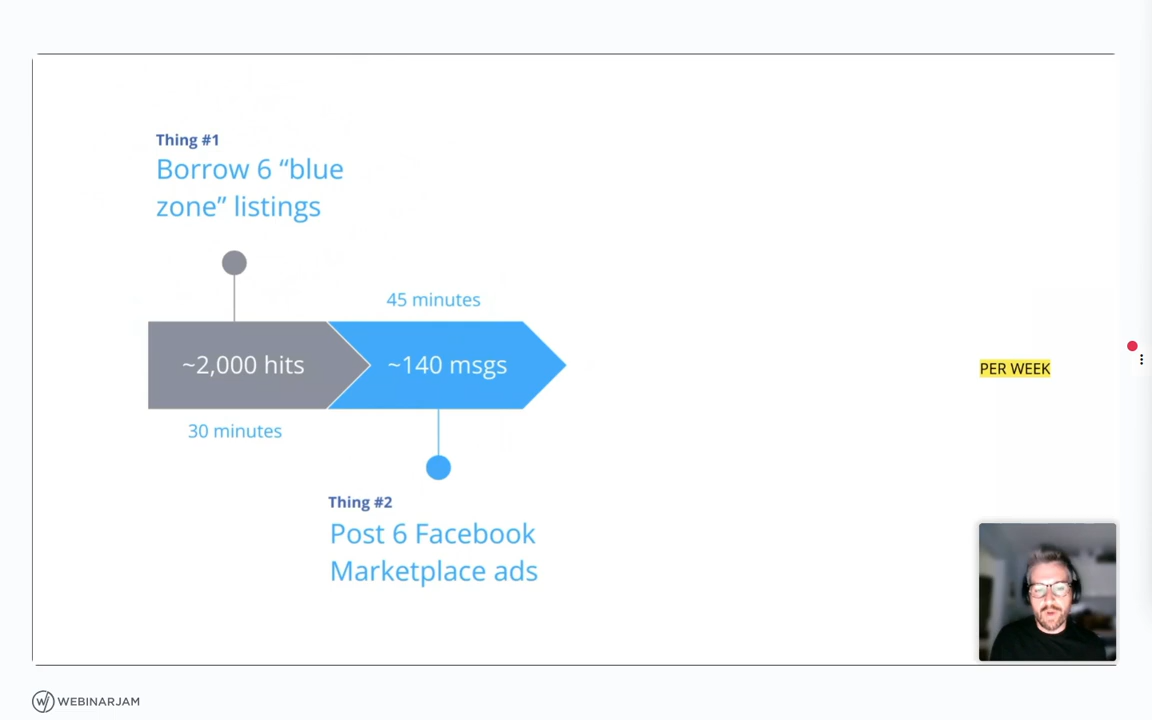 Thing #1
Borrow 6 “blue
zone” listings
45 minutes
~2,000 hits
~140 msgs
PER WEEK
30 minutes
Thing #2
Post 6 Facebook
Marketplace ads
WEBINARJAM